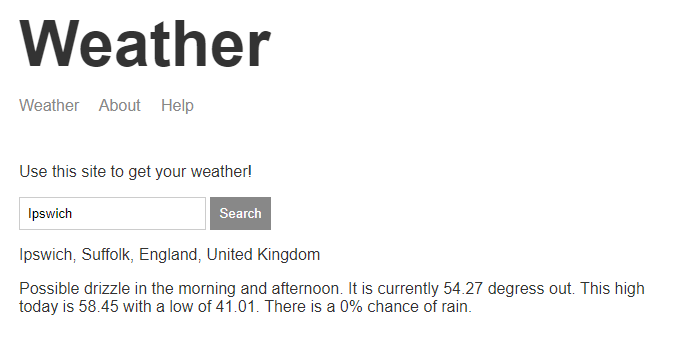 Weather
Weather About Help
Use this site to get your weather!
Ipswich Search
Ipswich, Suffolk, England, United Kingdom
Possible drizzle in the morning and afternoon. It is currently 54.27 degress out. This high
today is 58.45 with a low of 41.01. There is a 0% chance of rain.